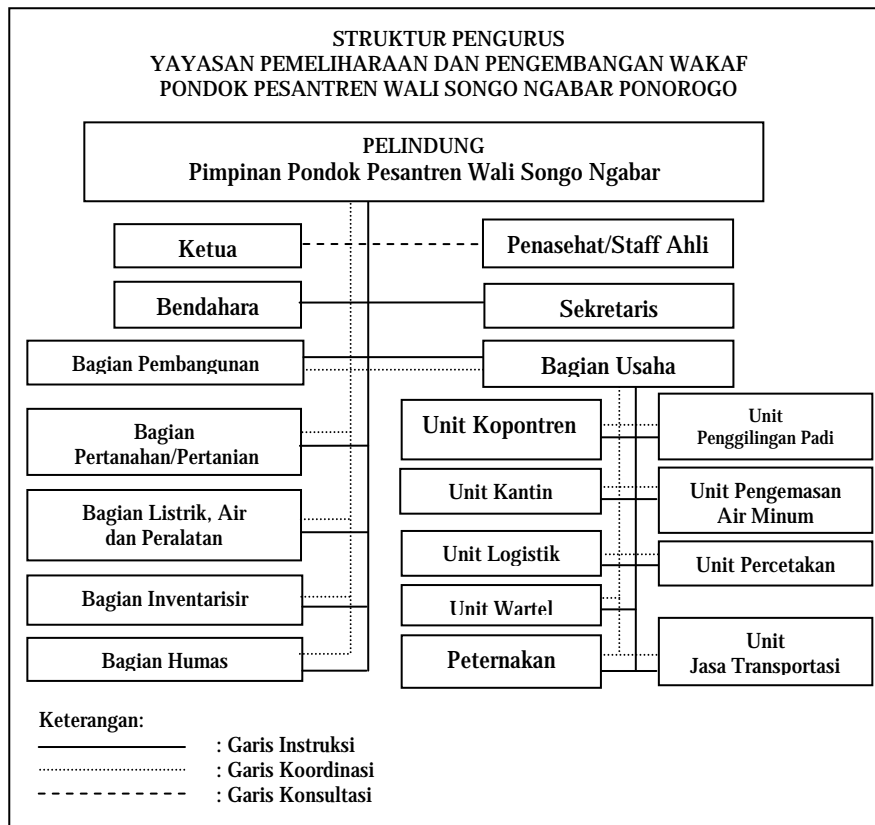 STRUKTUR PENGURUS
YAYASAN PEMELIHARAAN DAN PENGEMBANGAN WAKAF
PONDOK PESANTREN WALI SONGO NGABAR PONOROGO
PELINDUNG
Pimpinan Pondok Pesantren Wali Songo Ngabar
Ketua
Penasehat/Staff Ahli
Bendahara
Sekretaris
Bagian Pembangunan
Bagian Usaha
Bagian
Pertanahan/Pertanian
Bagian Listrik, Air
dan Peralatan
Bagian Inventarisir
Bagian Humas
Unit Kopontren
Unit
Penggilingan Padi
Unit Kantin
Unit Pengemasan
Air Minum
Unit Logistik
Unit Percetakan
Unit Wartel
Peternakan
Unit
Jasa Transportasi
Keterangan:
: Garis Instruksi
: Garis Koordinasi
: Garis Konsultasi